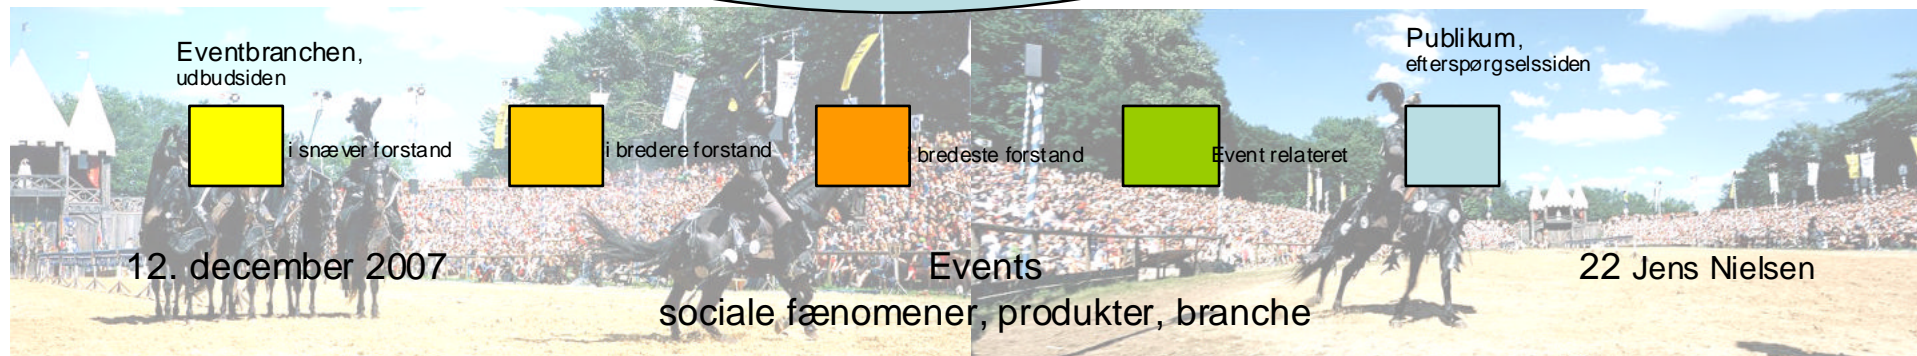 Eventbranchen,
udbudsiden
Publikum,
efterspørgselssiden
i snæver forstand
i bredere forstand
i bredeste forstand
Event relateret
12. december 2007
Events
sociale fænomener, produkter, branche
22 Jens Nielsen